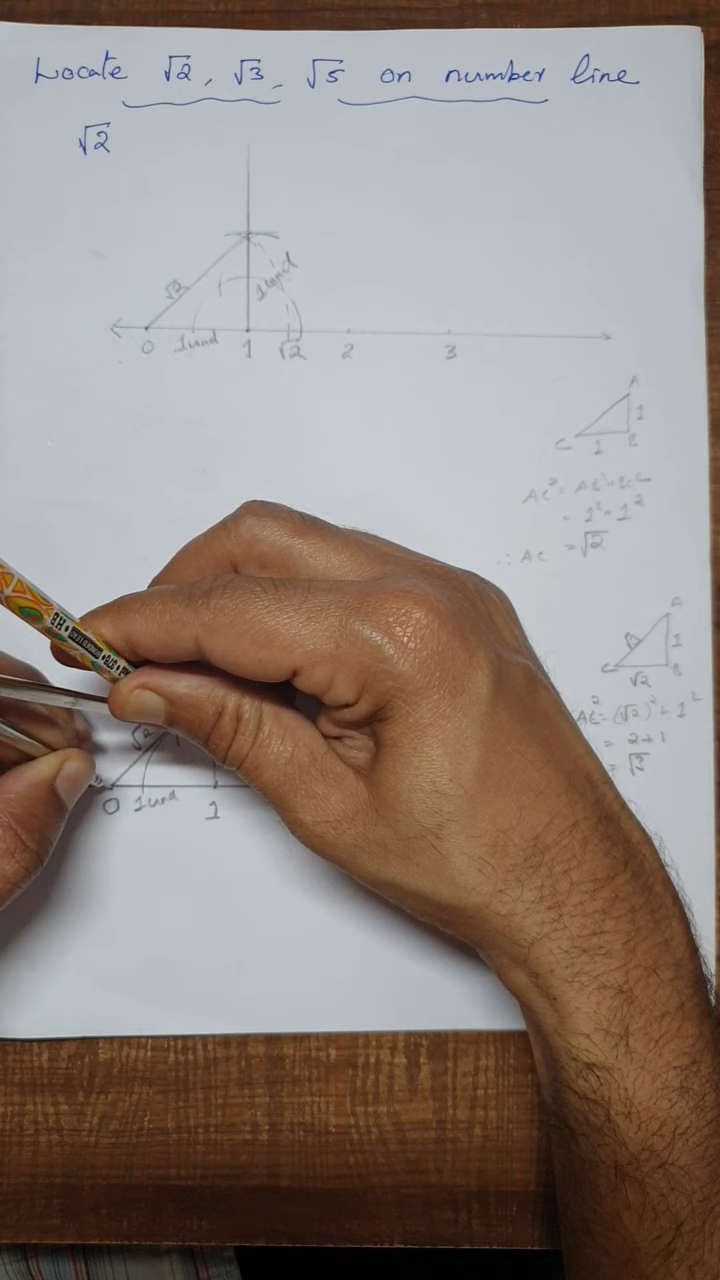 Locate √2, √3, √5 on number line
√2
√2
1 unit
0 1 unit 1 √2 2 3
A
1
C 1 B
AC² = AB²+BC²
= 1²+1²
∴ AC = √2
A
√3 1
C √2 B
AC² = (√2)²+1²
= 2+1
= √3
HB
√2
0 1 unit 1